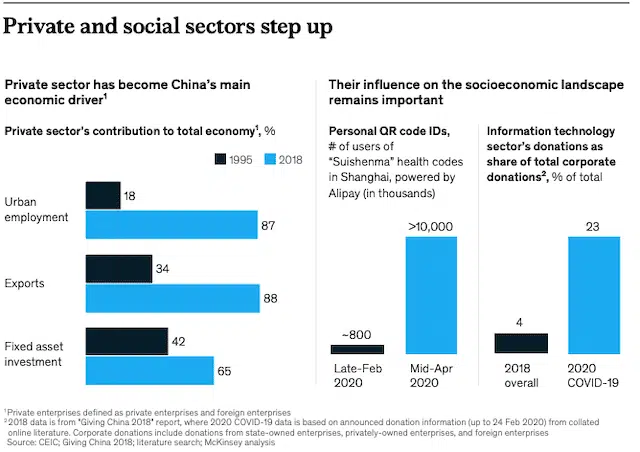 Private and social sectors step up
Private sector has become China's main
economic driver¹
Private sector's contribution to total economy¹, %
1995 2018
Urban
employment
18
87
Exports
34
88
Fixed asset
investment
42
65
Their influence on the socioeconomic landscape
remains important
Personal QR code IDs,
# of users of
"Suishenma" health codes
in Shanghai, powered by
Alipay (in thousands)
~800
>10,000
Late-Feb
2020
Mid-Apr
2020
Information technology
sector's donations as
share of total corporate
donations², % of total
4
23
2018
overall
2020
COVID-19
¹Private enterprises defined as private enterprises and foreign enterprises
²2018 data is from "Giving China 2018" report, where 2020 COVID-19 data is based on announced donation information (up to 24 Feb 2020) from collated
online literature. Corporate donations include donations from state-owned enterprises, privately-owned enterprises, and foreign enterprises
Source: CEIC; Giving China 2018; literature search; McKinsey analysis